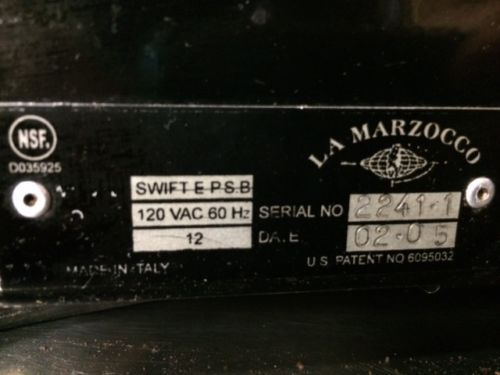 NSF.
D035925
LA MARZOCCO
SWIFT E.P.S.B
120 VAC 60 Hz
12
SERIAL NO 2241-1
DATE 02-05
U.S. PATENT NO 6095032
MADE IN ITALY